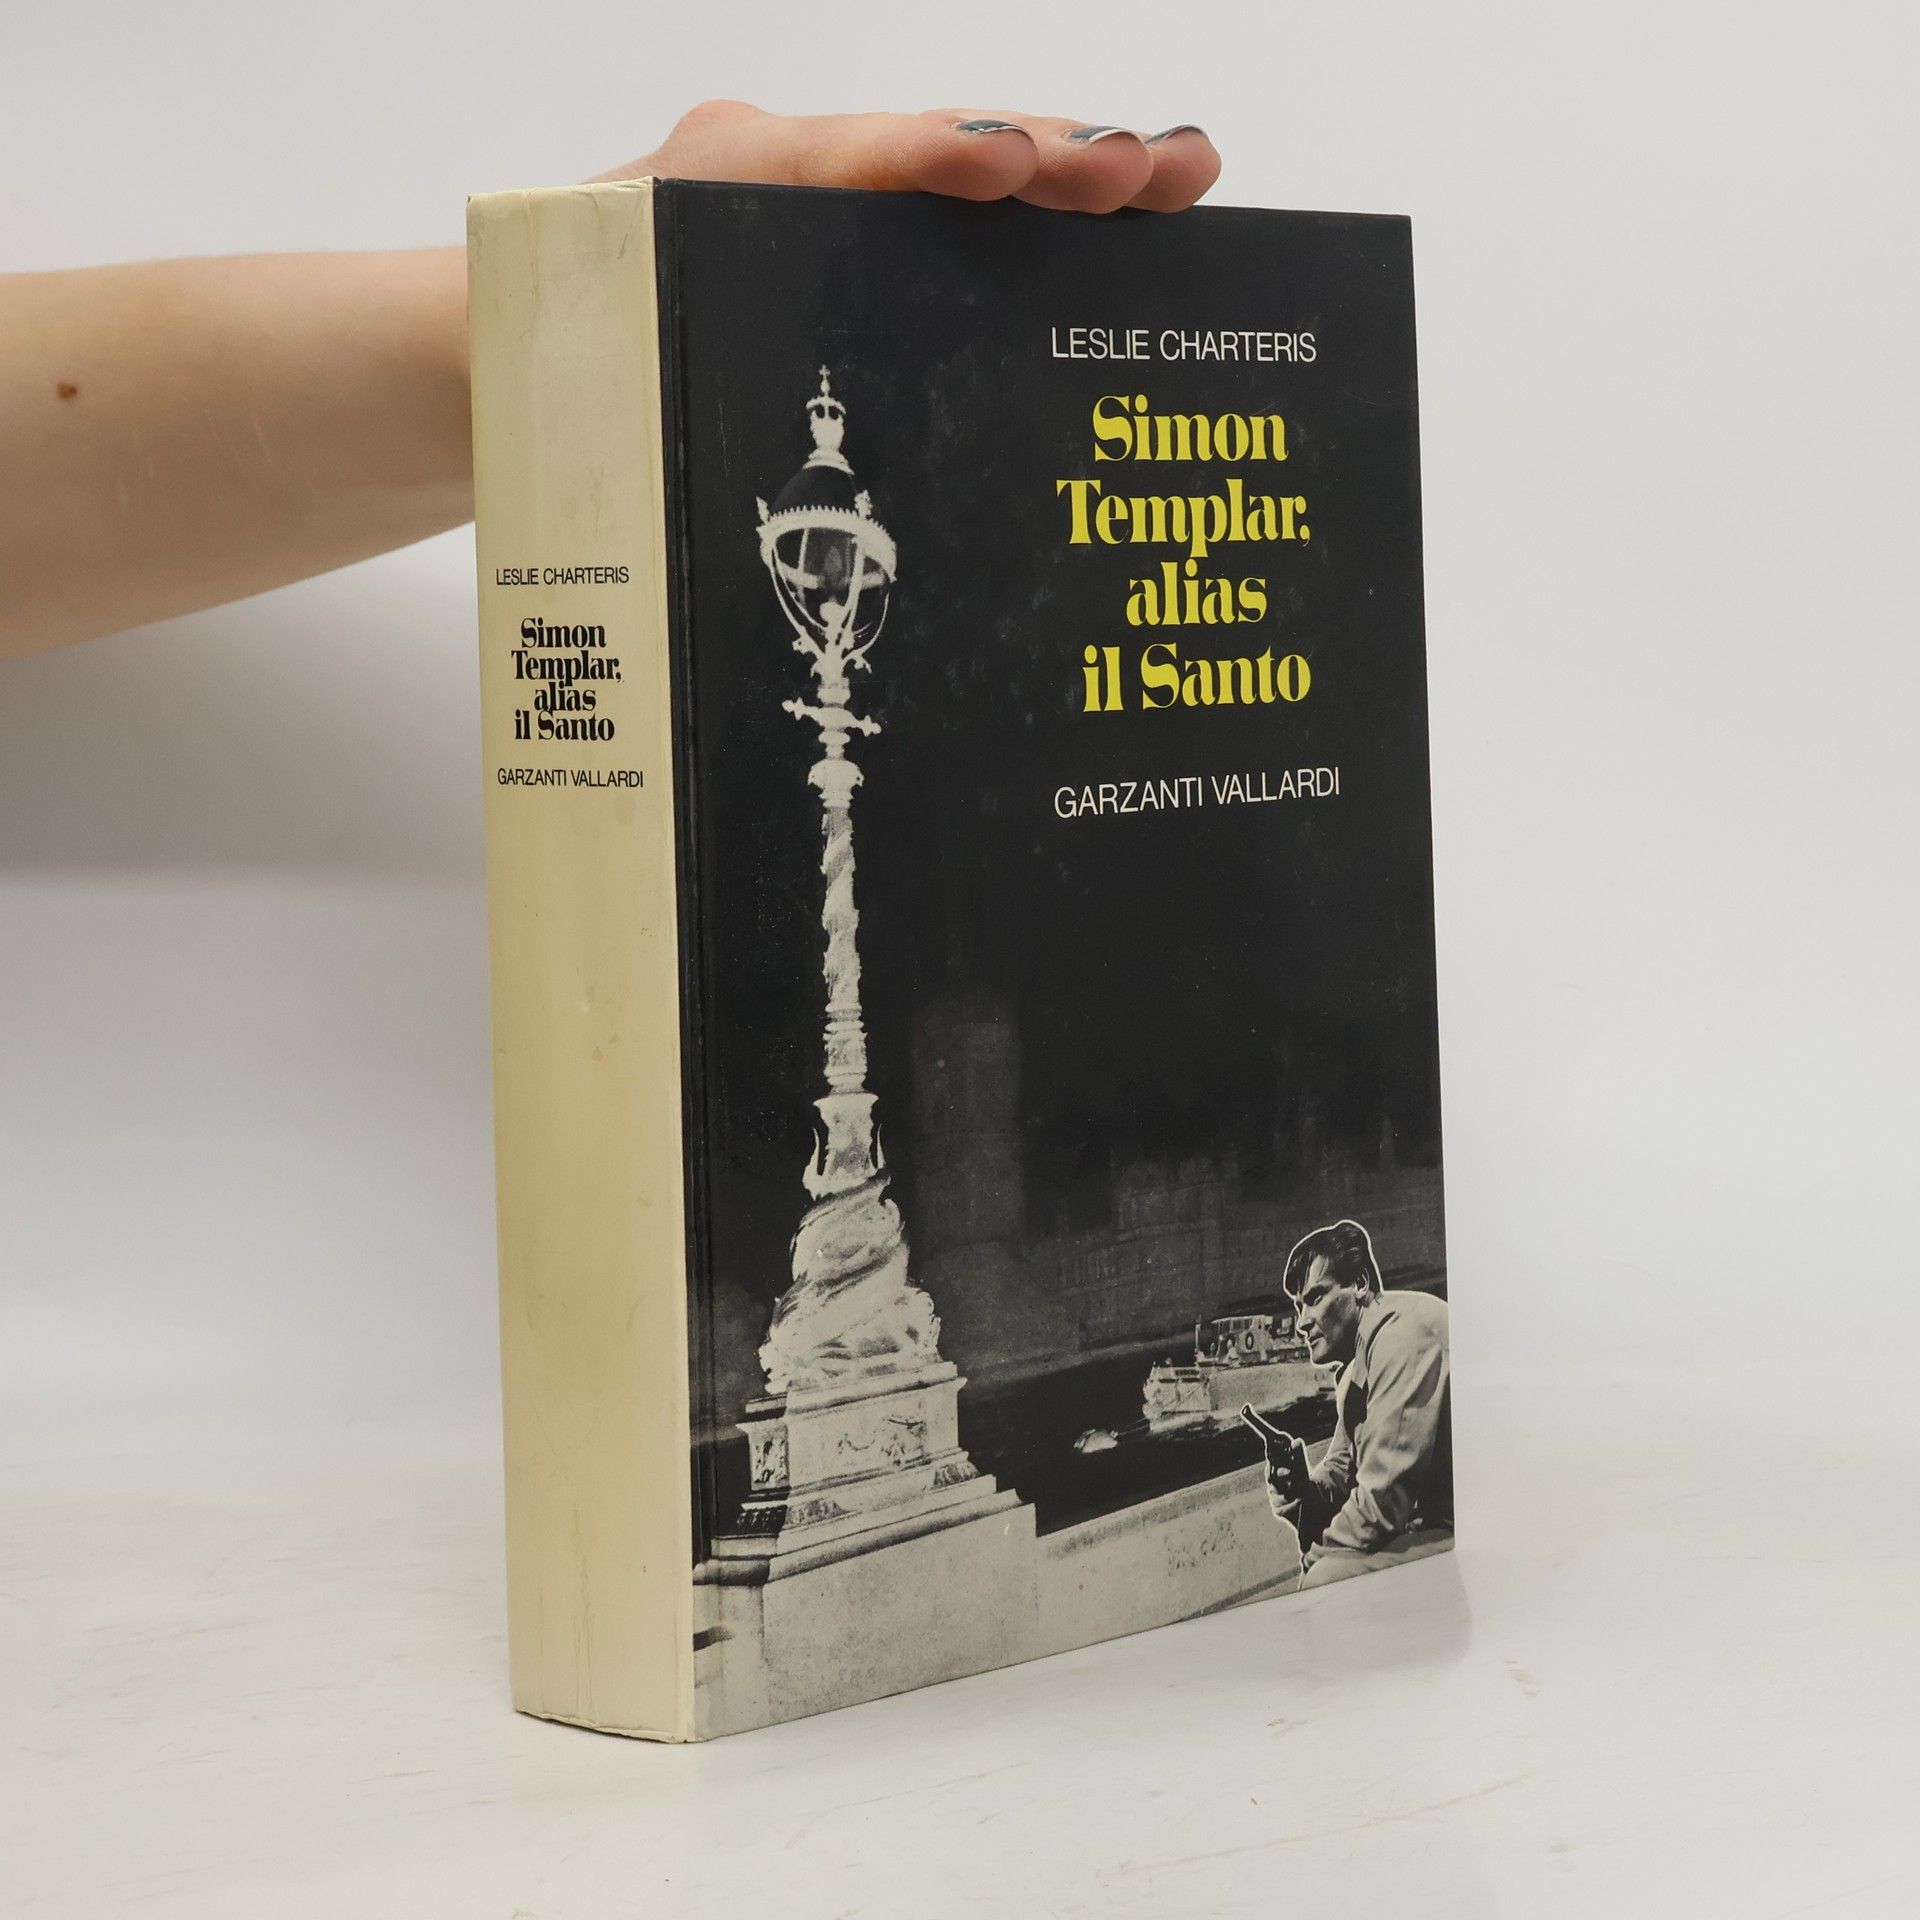 LESLIE CHARTERIS
Simon
Templar,
alias
il Santo
GARZANTI VALLARDI
LESLIE CHARTERIS
Simon
Templar,
alias
il Santo
GARZANTI VALLARDI